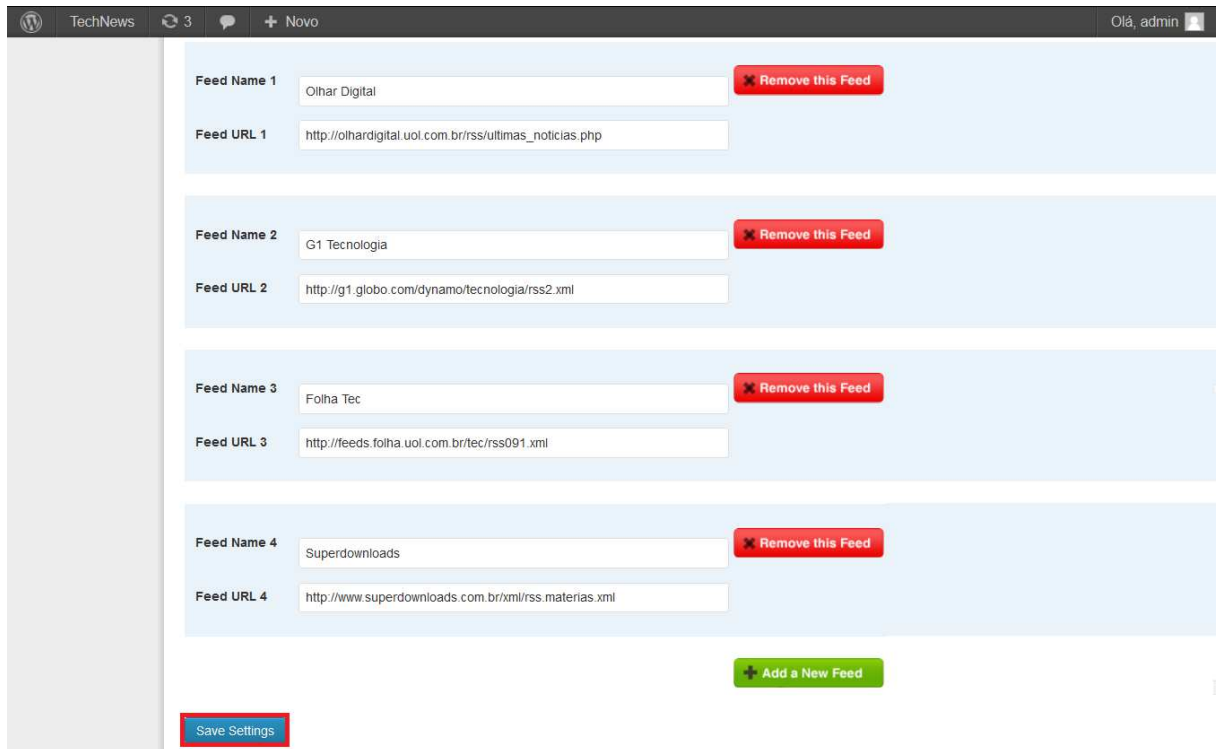 TechNews 3 Novo Olá, admin
Feed Name 1 Olhar Digital Remove this Feed
Feed URL 1 http://olhardigital.uol.com.br/rss/ultimas_noticias.php
Feed Name 2 G1 Tecnologia Remove this Feed
Feed URL 2 http://g1.globo.com/dynamo/tecnologia/rss2.xml
Feed Name 3 Folha Tec Remove this Feed
Feed URL 3 http://feeds.folha.uol.com.br/tec/rss091.xml
Feed Name 4 Superdownloads Remove this Feed
Feed URL 4 http://www.superdownloads.com.br/xml/rss.materias.xml
Add a New Feed
Save Settings